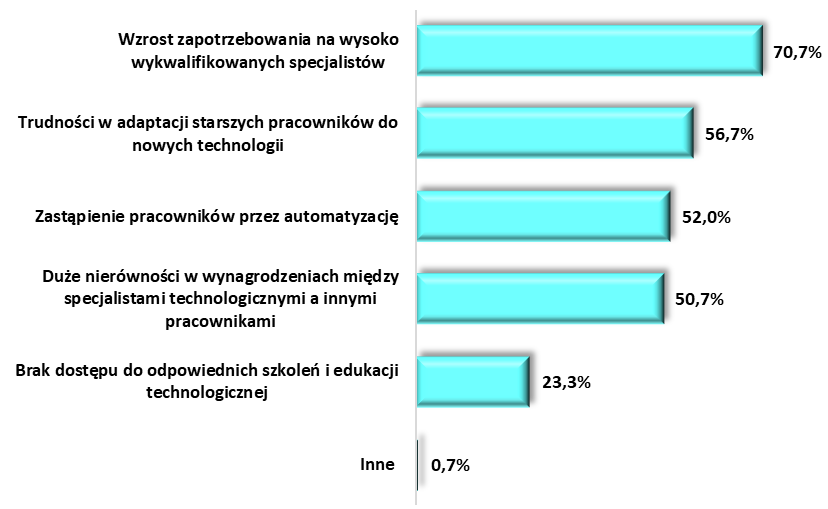 Wzrost zapotrzebowania na wysoko
wykwalifikowanych specjalistów
70,7%
Trudności w adaptacji starszych pracowników do
nowych technologii
56,7%
Zastąpienie pracowników przez automatyzację
52,0%
Duże nierówności w wynagrodzeniach między
specjalistami technologicznymi a innymi
pracownikami
50,7%
Brak dostępu do odpowiednich szkoleń i edukacji
technologicznej
23,3%
Inne
0,7%